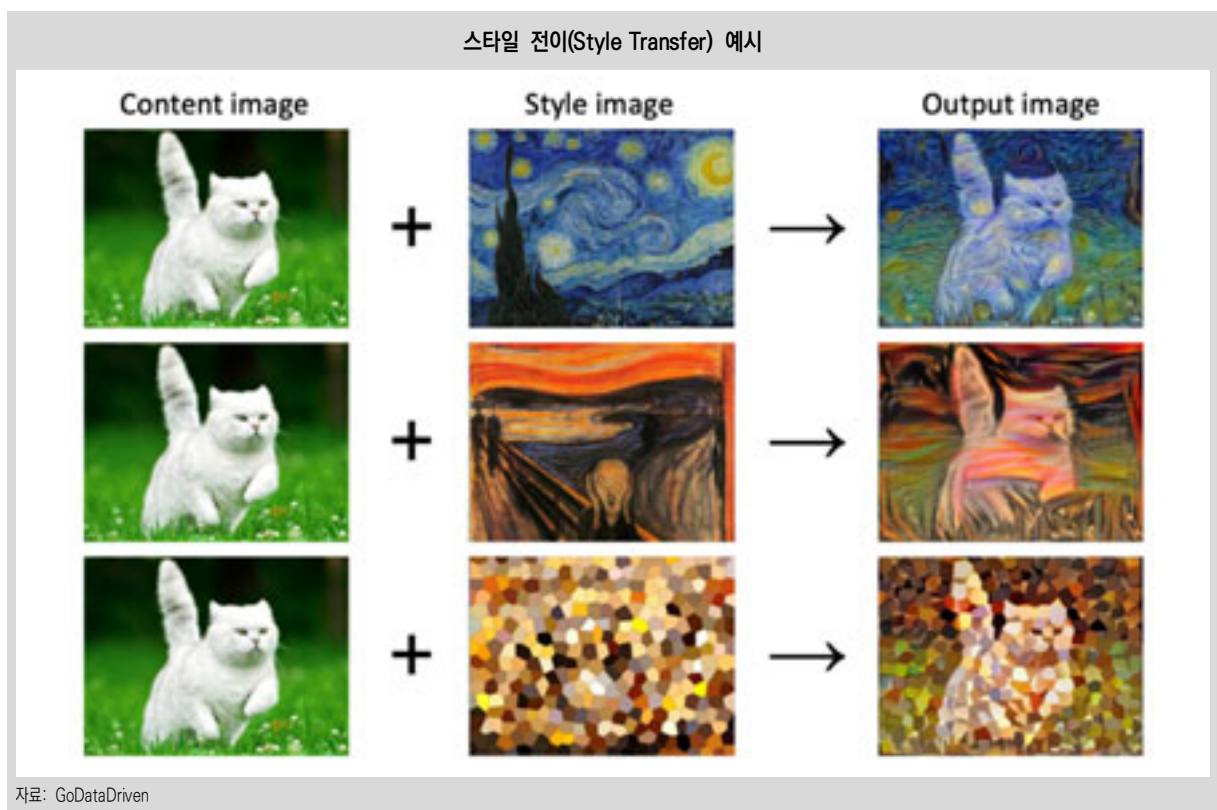 스타일 전이(Style Transfer) 예시
Content image Style image Output image
자료: GoDataDriven